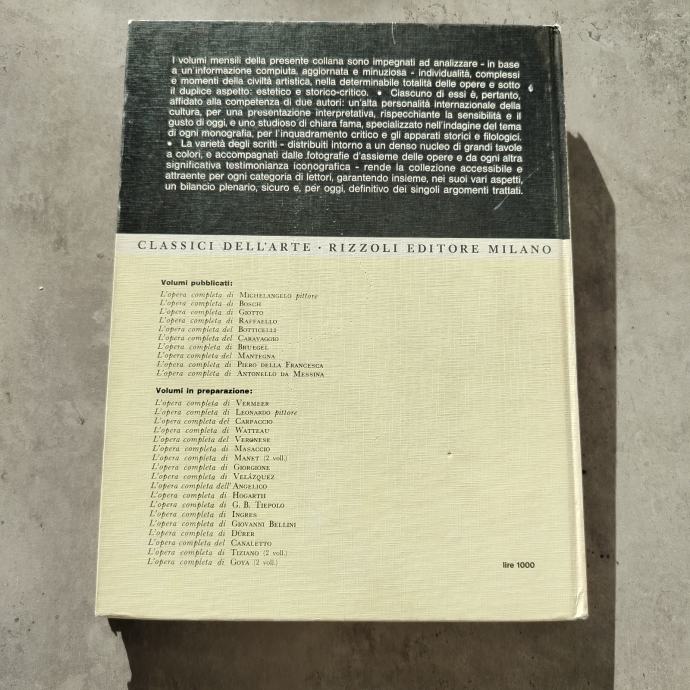 I volumi mensili della presente collana sono impegnati ad analizzare - in base
a un'informazione compiuta, aggiornata e minuziosa - individualità, complessi
e momenti della civiltà artistica, nella determinabile totalità delle opere e sotto
il duplice aspetto: estetico e storico-critico. • Ciascuno di essi è, pertanto,
affidato alla competenza di due autori: un'alta personalità internazionale della
cultura, per una presentazione interpretativa, rispecchiante la sensibilità e il
gusto di oggi, e uno studioso di chiara fama, specializzato nell'indagine del tema
di ogni monografia, per l'inquadramento critico e gli apparati storici e filologici.
• La varietà degli scritti - distribuiti intorno a un denso nucleo di grandi tavole
a colori, e accompagnati dalle fotografie d'assieme delle opere e da ogni altra
significativa testimonianza iconografica - rende la collezione accessibile e
attraente per ogni categoria di lettori, garantendo insieme, nei suoi vari aspetti,
un bilancio plenario, sicuro e, per oggi, definitivo dei singoli argomenti trattati.
CLASSICI DELL'ARTE · RIZZOLI EDITORE MILANO
Volumi pubblicati:
L'opera completa di MICHELANGELO pittore
L'opera completa di BOSCH
L'opera completa di GIOTTO
L'opera completa di RAFFAELLO
L'opera completa del BOTTICELLI
L'opera completa del CARAVAGGIO
L'opera completa di BRUEGEL
L'opera completa del MANTEGNA
L'opera completa di PIERO DELLA FRANCESCA
L'opera completa di ANTONELLO DA MESSINA
Volumi in preparazione:
L'opera completa di VERMEER
L'opera completa di LEONARDO pittore
L'opera completa del CARPACCIO
L'opera completa di WATTEAU
L'opera completa del VERONESE
L'opera completa di MASACCIO
L'opera completa di MANET (2 voll.)
L'opera completa di GIORGIONE
L'opera completa di VELÁZQUEZ
L'opera completa dell'ANGELICO
L'opera completa di HOGARTH
L'opera completa di G. B. TIEPOLO
L'opera completa di INGRES
L'opera completa di GIOVANNI BELLINI
L'opera completa di DÜRER
L'opera completa del CANALETTO
L'opera completa di TIZIANO (2 voll.)
L'opera completa di GOYA (2 voll.)
lire 1000